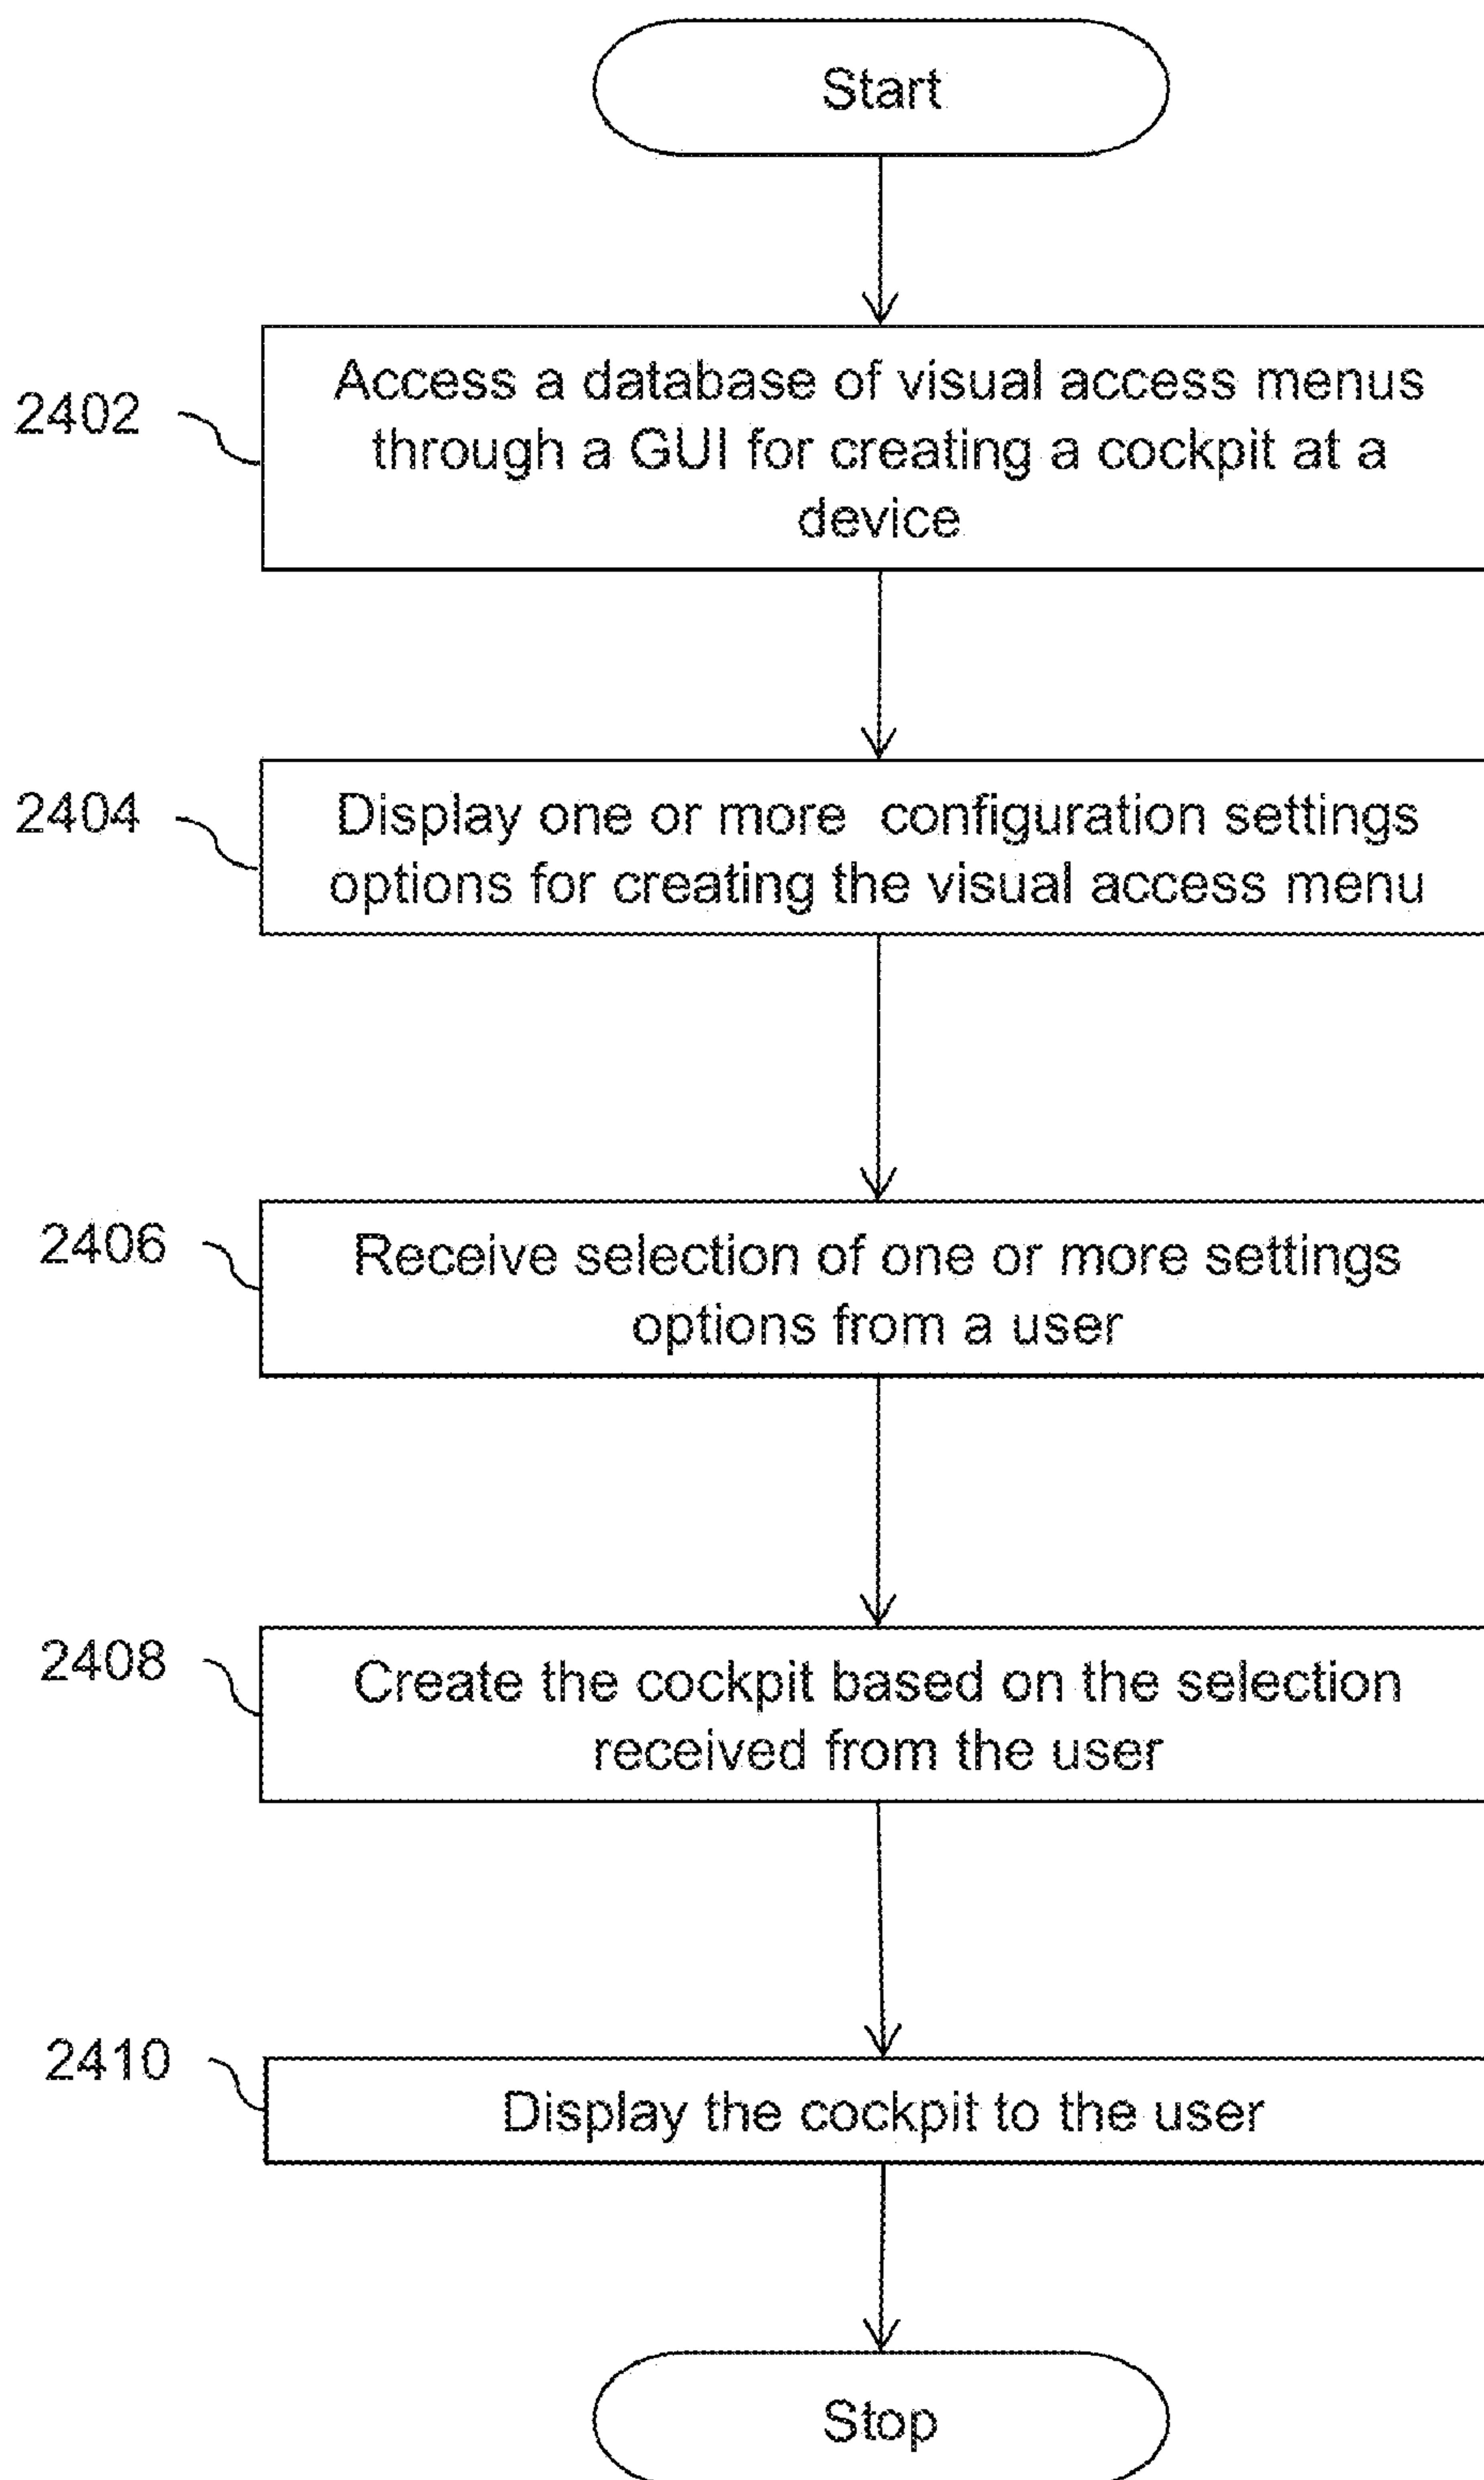 Start
2402
Access a database of visual access menus
through a GUI for creating a cockpit at a
device
2404
Display one or more configuration settings
options for creating the visual access menu
2406
Receive selection of one or more settings
options from a user
2408
Create the cockpit based on the selection
received from the user
2410
Display the cockpit to the user
Stop